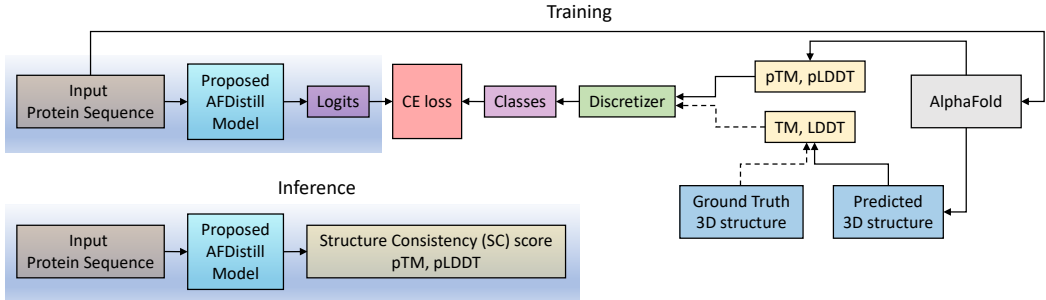 Training
Input
Protein Sequence
Proposed
AFDistill
Model
Logits
CE loss
Classes
Discretizer
pTM, pLDDT
TM, LDDT
AlphaFold
Ground Truth
3D structure
Predicted
3D structure
Inference
Input
Protein Sequence
Proposed
AFDistill
Model
Structure Consistency (SC) score
pTM, pLDDT